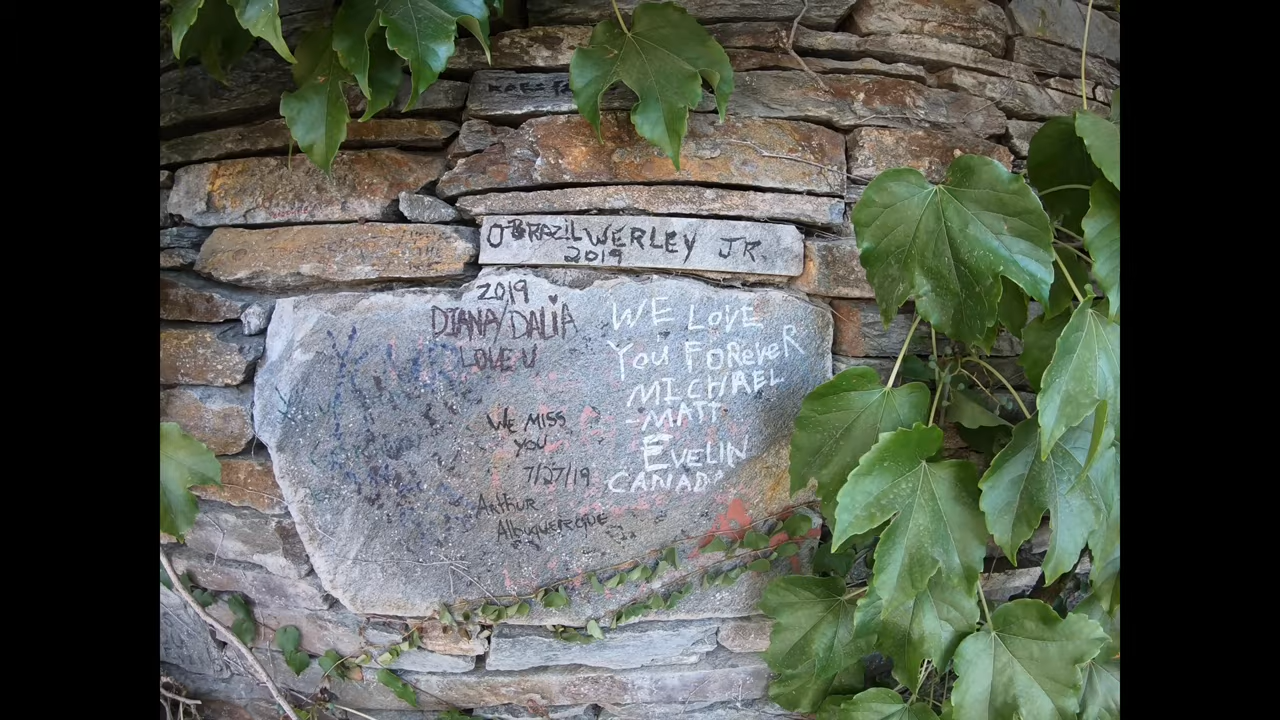 O'BRAZIL WERLEY JR.
2019
2019
DIANA/DALIA
LOVE U
WE MISS
YOU
7/27/19
Arthur
Albuquerque
WE LOVE
You FOReveR
MICHAEL
-MATT
EVELIN
CANADA